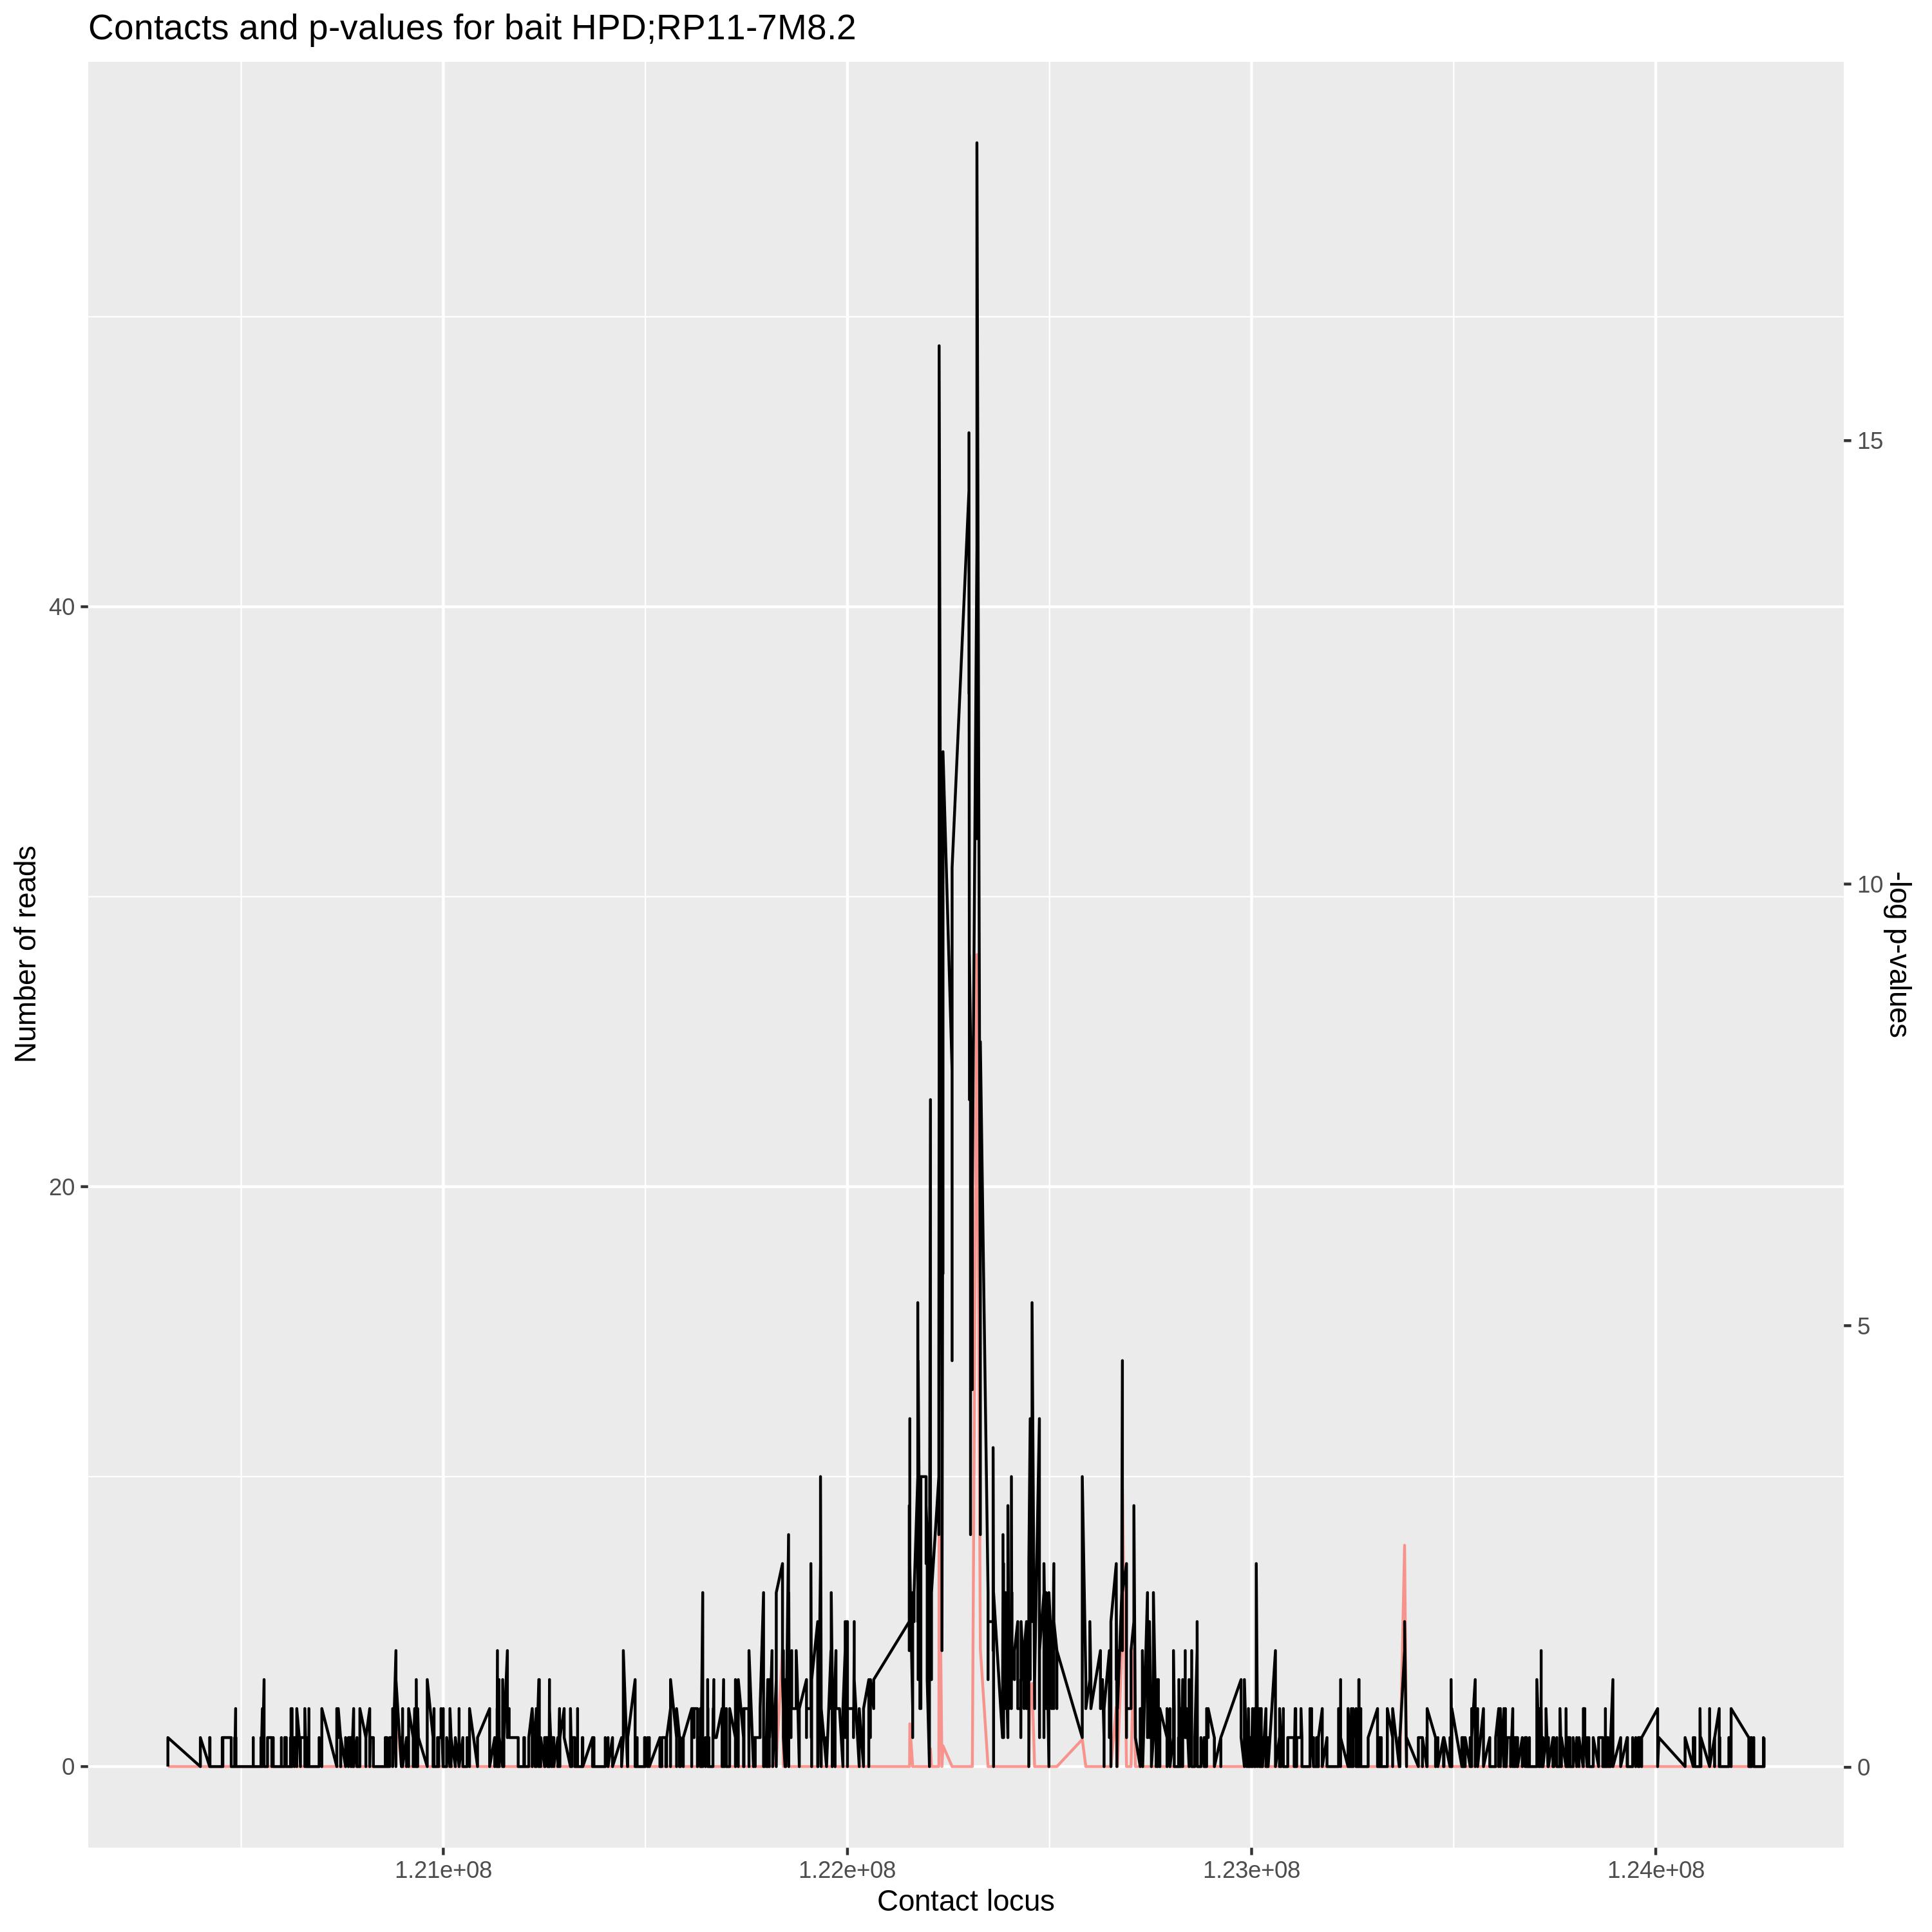 Contacts and p-values for bait HPD;RP11-7M8.2
Number of reads
40
20
0
15
10
5
0
-log p-values
1.21e+08
1.22e+08
1.23e+08
1.24e+08
Contact locus